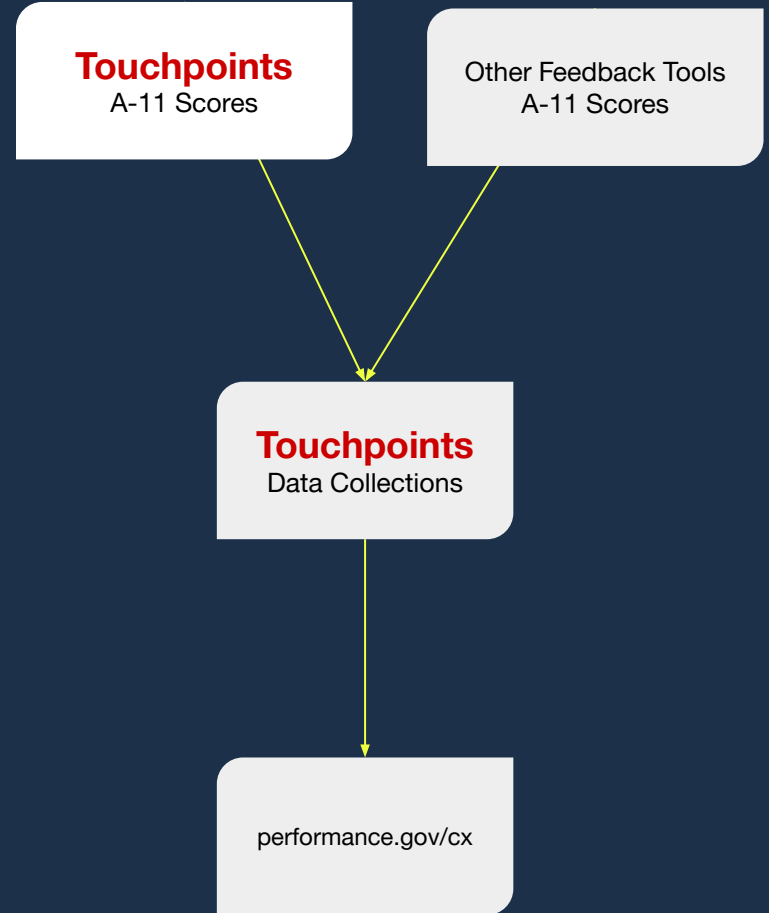 Touchpoints
A-11 Scores
Other Feedback Tools
A-11 Scores
Touchpoints
Data Collections
performance.gov/cx